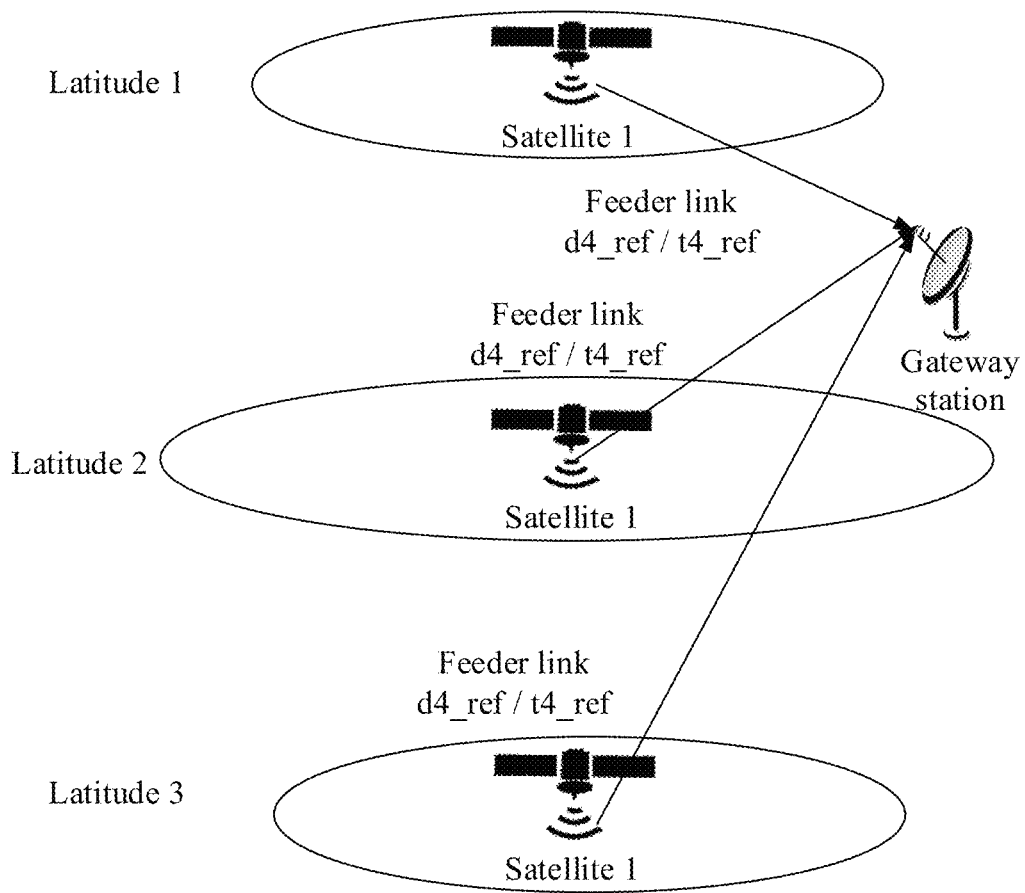 Latitude 1
Satellite 1
Feeder link
d4_ref / t4_ref
Gateway
station
Feeder link
d4_ref / t4_ref
Latitude 2
Satellite 1
Feeder link
d4_ref / t4_ref
Latitude 3
Satellite 1